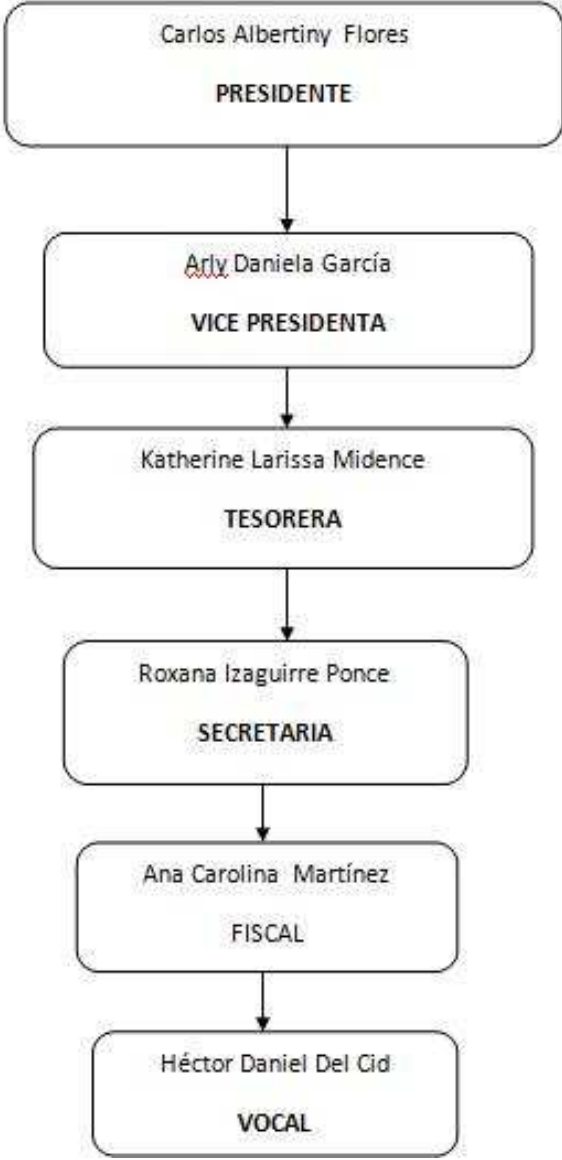 Carlos Albertiny Flores
PRESIDENTE
Arly Daniela García
VICE PRESIDENTA
Katherine Larissa Midence
TESORERA
Roxana Izaguirre Ponce
SECRETARIA
Ana Carolina Martínez
FISCAL
Héctor Daniel Del Cid
VOCAL